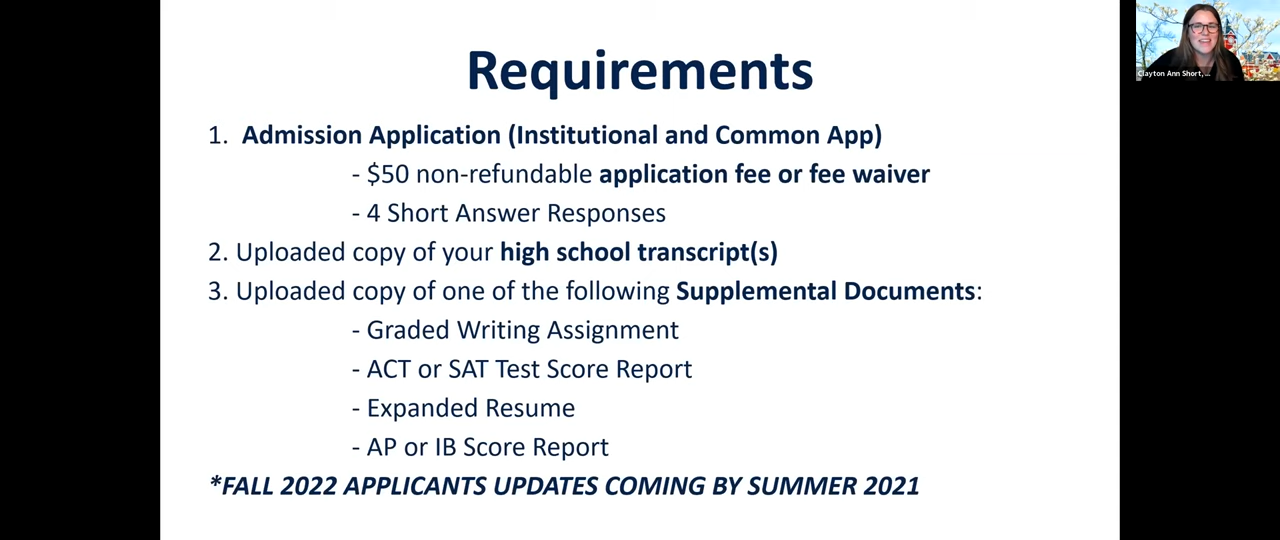 Requirements
1. Admission Application (Institutional and Common App)
- $50 non-refundable application fee or fee waiver
- 4 Short Answer Responses
2. Uploaded copy of your high school transcript(s)
3. Uploaded copy of one of the following Supplemental Documents:
- Graded Writing Assignment
- ACT or SAT Test Score Report
- Expanded Resume
- AP or IB Score Report
*FALL 2022 APPLICANTS UPDATES COMING BY SUMMER 2021
Clayton Ann Short, ...